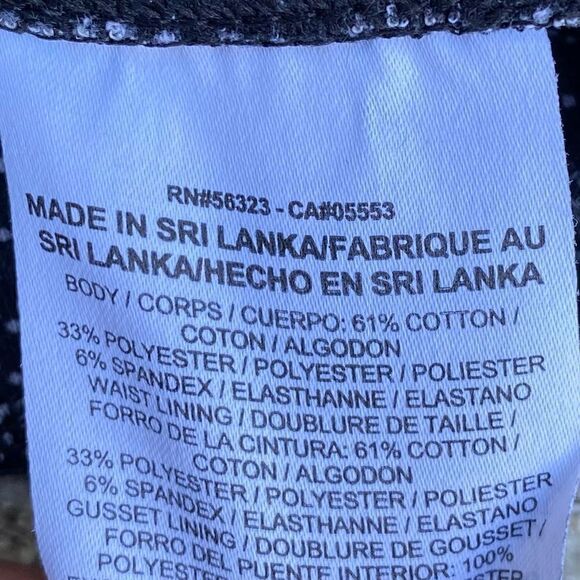 RN#56323 - CA#05553
MADE IN SRI LANKA/FABRIQUE AU
SRI LANKA/HECHO EN SRI LANKA
BODY / CORPS / CUERPO: 61% COTTON /
COTON / ALGODON
33% POLYESTER / POLYESTER / POLIESTER
6% SPANDEX / ELASTHANNE / ELASTANO
WAIST LINING / DOUBLURE DE TAILLE /
FORRO DE LA CINTURA: 61% COTTON /
COTON / ALGODON
33% POLYESTER / POLYESTER / POLIESTER
6% SPANDEX / ELASTHANNE / ELASTANO
GUSSET LINING / DOUBLURE DE GOUSSET /
FORRO DEL PUENTE INTERIOR: 100%